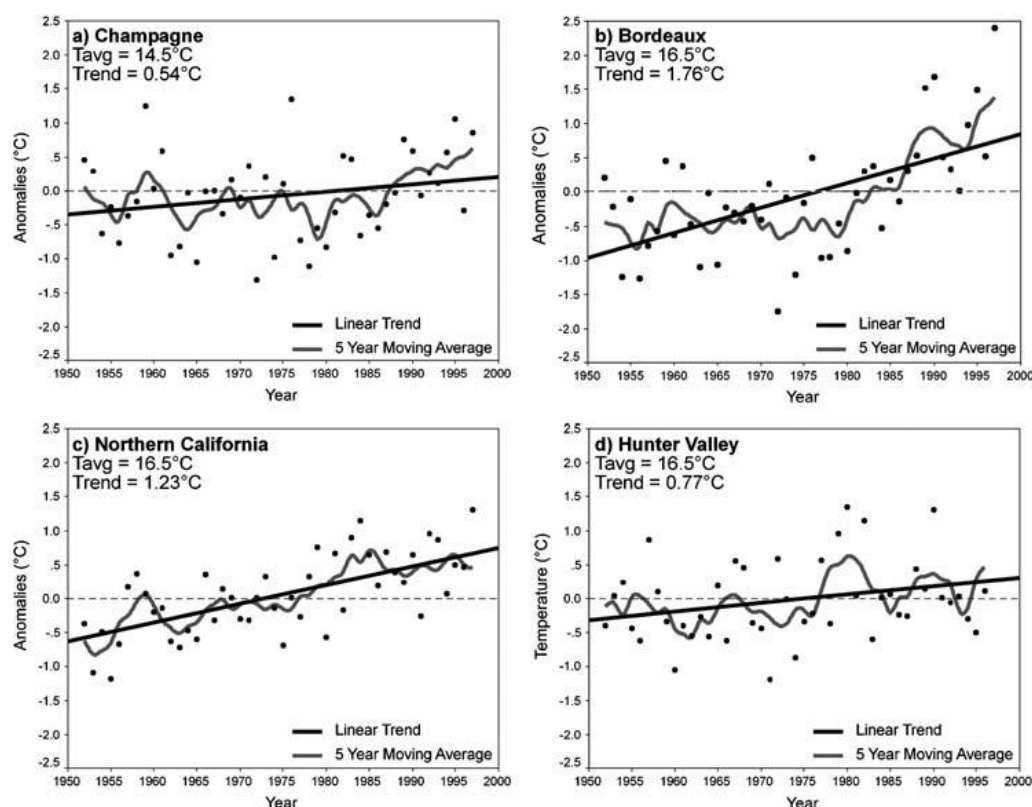 a) Champagne
Tavg = 14.5°C
Trend = 0.54°C
2.5
2.0
1.5
1.0
.5
0.0
-.5
-1.0
-1.5
-2.0
-2.5
Anomalies (°C)
Linear Trend
5 Year Moving Average
1950 1955 1960 1965 1970 1975 1980 1985 1990 1995 2000
Year
b) Bordeaux
Tavg = 16.5°C
Trend = 1.76°C
2.5
2.0
1.5
1.0
.5
0.0
-.5
-1.0
-1.5
-2.0
-2.5
Anomalies (°C)
Linear Trend
5 Year Moving Average
1950 1955 1960 1965 1970 1975 1980 1985 1990 1995 2000
Year
c) Northern California
Tavg = 16.5°C
Trend = 1.23°C
2.5
2.0
1.5
1.0
.5
0.0
-.5
-1.0
-1.5
-2.0
-2.5
Anomalies (°C)
Linear Trend
5 Year Moving Average
1950 1955 1960 1965 1970 1975 1980 1985 1990 1995 2000
Year
d) Hunter Valley
Tavg = 16.5°C
Trend = 0.77°C
2.5
2.0
1.5
1.0
.5
0.0
-.5
-1.0
-1.5
-2.0
-2.5
Temperature (°C)
Linear Trend
5 Year Moving Average
1950 1955 1960 1965 1970 1975 1980 1985 1990 1995 2000
Year